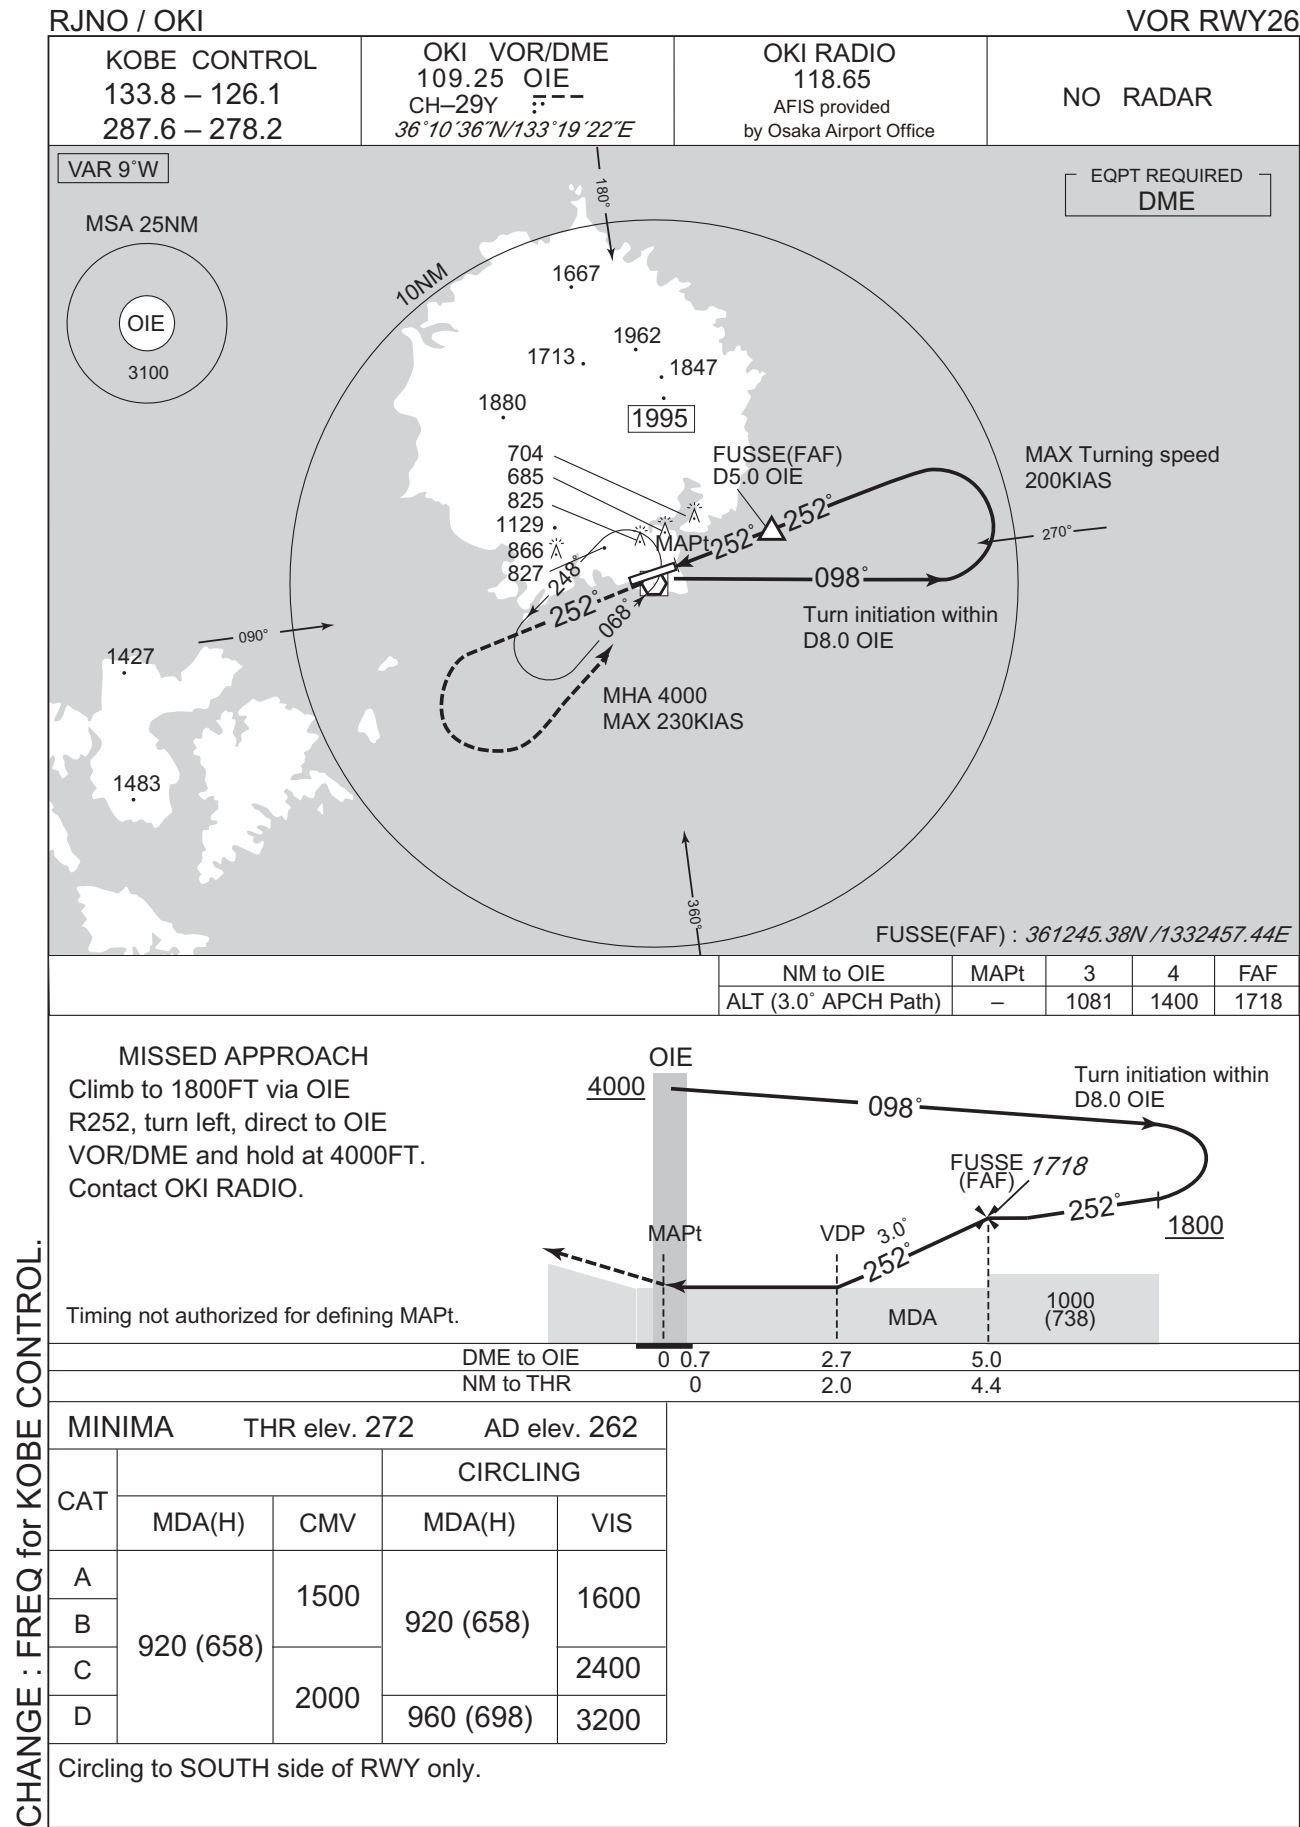 RJNO / OKI
VOR RWY26
KOBE CONTROL
133.8 – 126.1
287.6 – 278.2
OKI VOR/DME
109.25 OIE
CH–29Y
36°10´36˝N/133°19´22˝E
OKI RADIO
118.65
AFIS provided
by Osaka Airport Office
NO RADAR
VAR 9°W
EQPT REQUIRED
DME
MSA 25NM
OIE
3100
10NM
180°
1667
1962
1713
1847
1880
1995
704
685
825
1129
866
827
FUSSE(FAF)
D5.0 OIE
MAX Turning speed
200KIAS
MAPt
252°
252°
270°
098°
Turn initiation within
D8.0 OIE
248°
252°
068°
090°
MHA 4000
MAX 230KIAS
1427
1483
360°
FUSSE(FAF) : 361245.38N /1332457.44E
NM to OIE MAPt 3 4 FAF
ALT (3.0° APCH Path) – 1081 1400 1718
MISSED APPROACH
Climb to 1800FT via OIE
R252, turn left, direct to OIE
VOR/DME and hold at 4000FT.
Contact OKI RADIO.
Timing not authorized for defining MAPt.
OIE
4000
098°
Turn initiation within
D8.0 OIE
FUSSE
(FAF)
1718
252°
1800
MAPt
VDP
3.0°
252°
MDA
1000
(738)
DME to OIE 0 0.7 2.7 5.0
NM to THR 0 2.0 4.4
MINIMA THR elev. 272 AD elev. 262
CAT
CIRCLING
MDA(H) CMV MDA(H) VIS
A
B
C
D
920 (658)
1500
2000
920 (658)
960 (698)
1600
2400
3200
Circling to SOUTH side of RWY only.
CHANGE : FREQ for KOBE CONTROL.